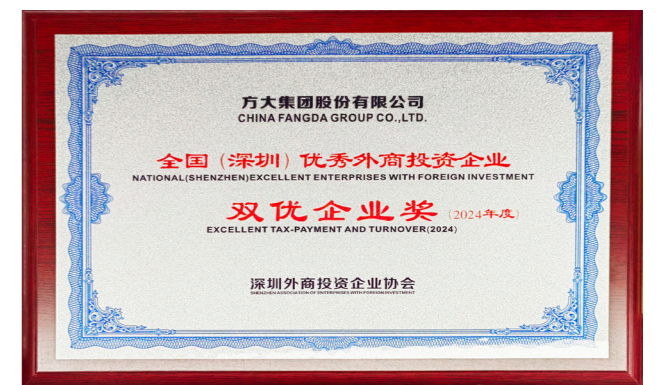 方大集团股份有限公司
CHINA FANGDA GROUP CO.,LTD.
全国（深圳）优秀外商投资企业
NATIONAL(SHENZHEN)EXCELLENT ENTERPRISES WITH FOREIGN INVESTMENT
双优企业奖（2024年度）
EXCELLENT TAX-PAYMENT AND TURNOVER(2024)
深圳外商投资企业协会
SHENZHEN ASSOCIATION OF ENTERPRISES WITH FOREIGN INVESTMENT